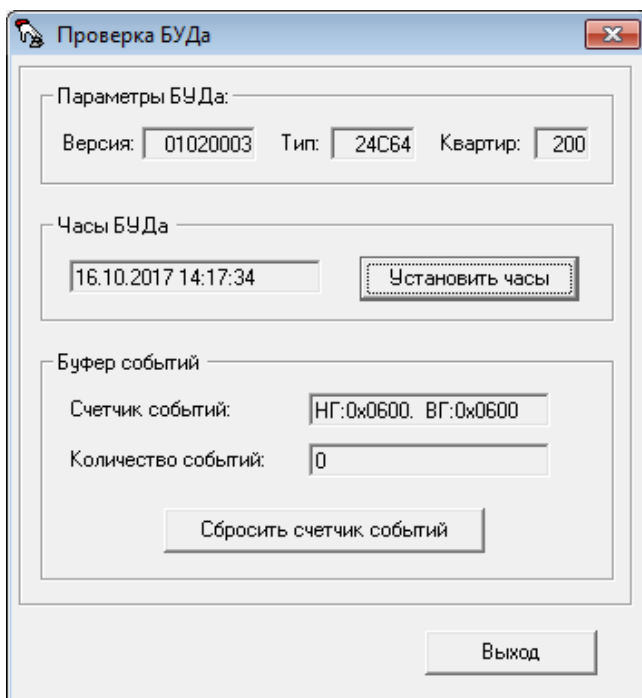 Проверка БУДа
Параметры БУДа:
Версия: 01020003 Тип: 24C64 Квартир: 200
Часы БУДа
16.10.2017 14:17:34 Установить часы
Буфер событий
Счетчик событий: НГ:0x0600. ВГ:0x0600
Количество событий: 0
Сбросить счетчик событий
Выход